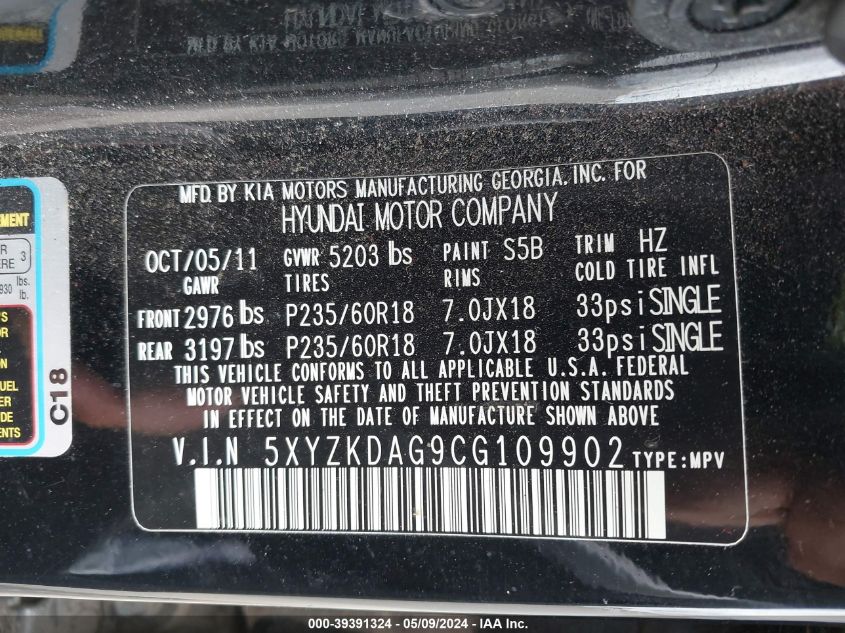 MFD. BY KIA MOTORS MANUFACTURING GEORGIA, INC. FOR
HYUNDAI MOTOR COMPANY
OCT/05/11 GVWR 5203 lbs PAINT S5B TRIM HZ
GAWR TIRES RIMS COLD TIRE INFL
FRONT 2976 lbs P235/60R18 7.0JX18 33psi SINGLE
REAR 3197 lbs P235/60R18 7.0JX18 33psi SINGLE
THIS VEHICLE CONFORMS TO ALL APPLICABLE U.S.A. FEDERAL
MOTOR VEHICLE SAFETY AND THEFT PREVENTION STANDARDS
IN EFFECT ON THE DATE OF MANUFACTURE SHOWN ABOVE
V.I.N 5XYZKDAG9CG109902 TYPE:MPV
C18
000-39391324 - 05/09/2024 - IAA Inc.